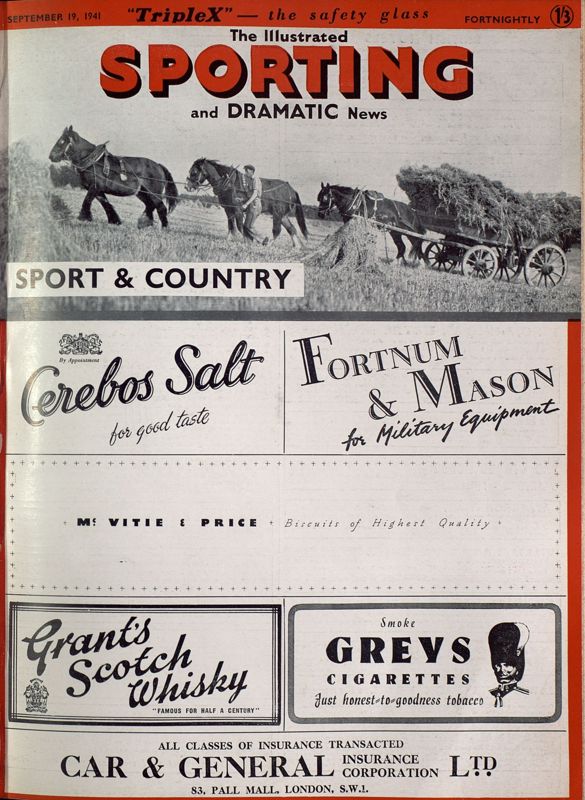 SEPTEMBER 19, 1941
"TripleX" — the safety glass
FORTNIGHTLY
1/3
The Illustrated
SPORTING
and DRAMATIC News
SPORT & COUNTRY
By Appointment
Cerebos Salt
for good taste
FORTNUM
& MASON
for Military Equipment
Mc VITIE & PRICE + Biscuits of Highest Quality
Grant's
Scotch
Whisky
"FAMOUS FOR HALF A CENTURY"
Smoke
GREYS
CIGARETTES
Just honest-to-goodness tobacco
ALL CLASSES OF INSURANCE TRANSACTED
CAR & GENERAL INSURANCE CORPORATION LTD
83, PALL MALL, LONDON, S.W.1.